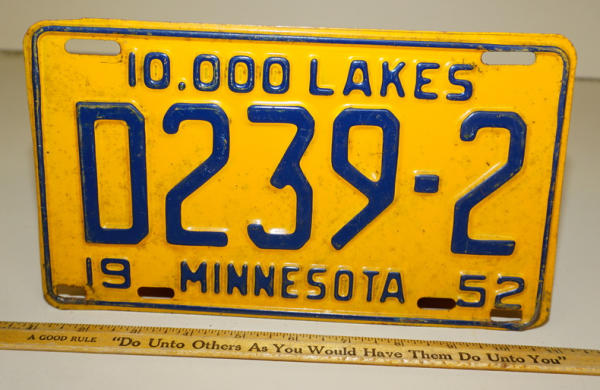 10.000 LAKES
D239-2
19 MINNESOTA 52
A GOOD RULE "Do Unto Others As You Would Have Them Do Unto You"